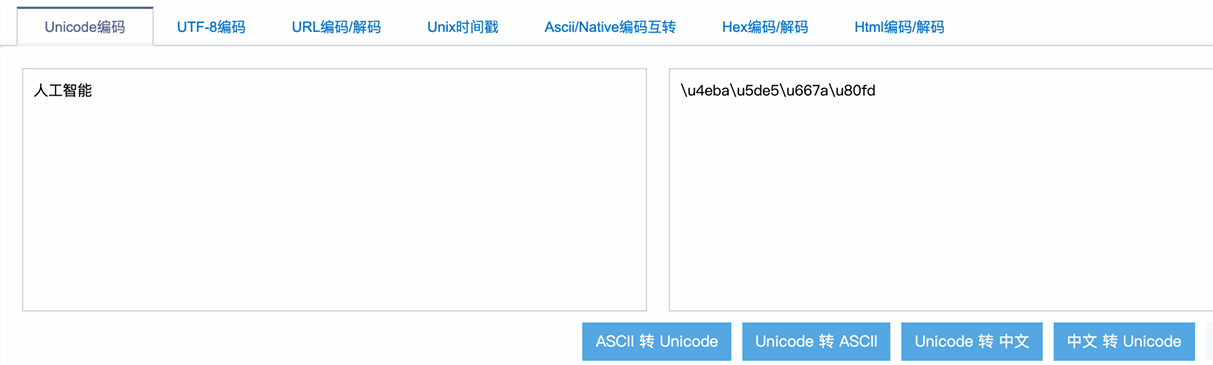 Unicode编码 UTF-8编码 URL编码/解码 Unix时间戳 Ascii/Native编码互转 Hex编码/解码 Html编码/解码
人工智能 \u4eba\u5de5\u667a\u80fd
ASCII 转 Unicode Unicode 转 ASCII Unicode 转 中文 中文 转 Unicode